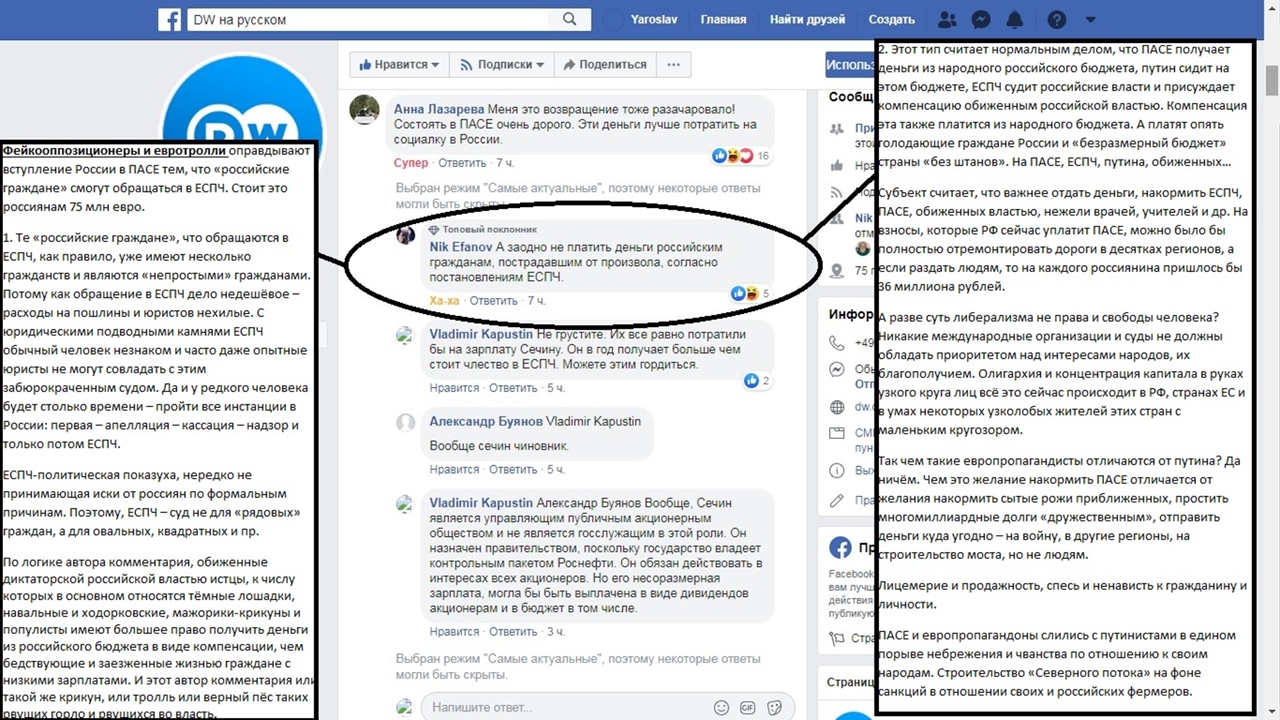 DW на русском
Yaroslav
Главная
Найти друзей
Создать
Нравится
Подписки
Поделиться
Использ
DW
Фейкооппозиционеры и евротролли оправдывают
вступление России в ПАСЕ тем, что «российские
граждане» смогут обращаться в ЕСПЧ. Стоит это
россиянам 75 млн евро.
1. Те «российские граждане», что обращаются в
ЕСПЧ, как правило, уже имеют несколько
гражданств и являются «непростыми» гражданами.
Потому как обращение в ЕСПЧ дело недешёвое –
расходы на пошлины и юристов нехилые. С
юридическими подводными камнями ЕСПЧ
обычный человек незнаком и часто даже опытные
юристы не могут совладать с этим
забюрокраченным судом. Да и у редкого человека
будет столько времени – пройти все инстанции в
России: первая – апелляция – кассация – надзор и
только потом ЕСПЧ.
ЕСПЧ-политическая показуха, нередко не
принимающая иски от россиян по формальным
причинам. Поэтому, ЕСПЧ – суд не для «рядовых»
граждан, а для овальных, квадратных и пр.
По логике автора комментария, обиженные
диктаторской российской властью истцы, к числу
которых в основном относятся тёмные лошадки,
навальные и ходорковские, мажорики-крикуны и
популисты имеют большее право получить деньги
из российского бюджета в виде компенсации, чем
бедствующие и заезженные жизнью граждане с
низкими зарплатами. И этот автор комментария или
такой же крикун, или тролль или верный пёс таких
рвущих горло и рвущихся во власть.
Анна Лазарева Меня это возвращение тоже разачаровало!
Состоять в ПАСЕ очень дорого. Эти деньги лучше потратить на
социалку в России.
16
Супер · Ответить · 7 ч.
Выбран режим "Самые актуальные", поэтому некоторые ответы
могли быть скрыты.
Топовый поклонник
Nik Efanov А заодно не платить деньги российским
гражданам, пострадавшим от произвола, согласно
постановлениям ЕСПЧ.
5
Ха-ха · Ответить · 7 ч.
Vladimir Kapustin Не грустите. Их все равно потратили
бы на зарплату Сечину. Он в год получает больше чем
стоит члество в ЕСПЧ. Можете этим гордиться.
2
Нравится · Ответить · 5 ч.
Александр Буянов Vladimir Kapustin
Вообще сечин чиновник.
Нравится · Ответить · 5 ч.
Vladimir Kapustin Александр Буянов Вообще, Сечин
является управляющим публичным акционерным
обществом и не является госслужащим в этой роли. Он
назначен правительством, поскольку государство владеет
контрольным пакетом Роснефти. Он обязан действовать в
интересах всех акционеров. Но его несоразмерная
зарплата, могла бы быть выплачена в виде дивидендов
акционерам и в бюджет в том числе.
Нравится · Ответить · 3 ч.
Выбран режим "Самые актуальные", поэтому некоторые ответы
могли быть скрыты.
Напишите ответ...
GIF
Сообщ
При
это
Нра
отм
75 г
Инфор
+49
Обы
Отп
dw.c
СМИ
Вы
Пра
Пр
Facebook
вам лучш
действия
публикую
Стра
Страниц
2. Этот тип считает нормальным делом, что ПАСЕ получает
деньги из народного российского бюджета, путин сидит на
этом бюджете, ЕСПЧ судит российские власти и присуждает
компенсацию обиженным российской властью. Компенсация
эта также платится из народного бюджета. А платят опять
голодающие граждане России и «безразмерный бюджет»
страны «без штанов». На ПАСЕ, ЕСПЧ, путина, обиженных…
Субъект считает, что важнее отдать деньги, накормить ЕСПЧ,
ПАСЕ, обиженных властью, нежели врачей, учителей и др. На
взносы, которые РФ сейчас уплатит ПАСЕ, можно было бы
полностью отремонтировать дороги в десятках регионов, а
если раздать людям, то на каждого россиянина пришлось бы
36 миллиона рублей.
А разве суть либерализма не права и свободы человека?
Никакие международные организации и суды не должны
обладать приоритетом над интересами народов, их
благополучием. Олигархия и концентрация капитала в руках
узкого круга лиц всё это сейчас происходит в РФ, странах ЕС и
в умах некоторых узколобых жителей этих стран с
маленьким кругозором.
Так чем такие европропагандисты отличаются от путина? Да
ничём. Чем это желание накормить ПАСЕ отличается от
желания накормить сытые рожи приближенных, простить
многомиллиардные долги «дружественным», отправить
деньги куда угодно – на войну, в другие регионы, на
строительство моста, но не людям.
Лицемерие и продажность, спесь и ненависть к гражданину и
личности.
ПАСЕ и европропагандоны слились с путинистами в едином
порыве небрежения и чванства по отношению к своим
народам. Строительство «Северного потока» на фоне
санкций в отношении своих и российских фермеров.